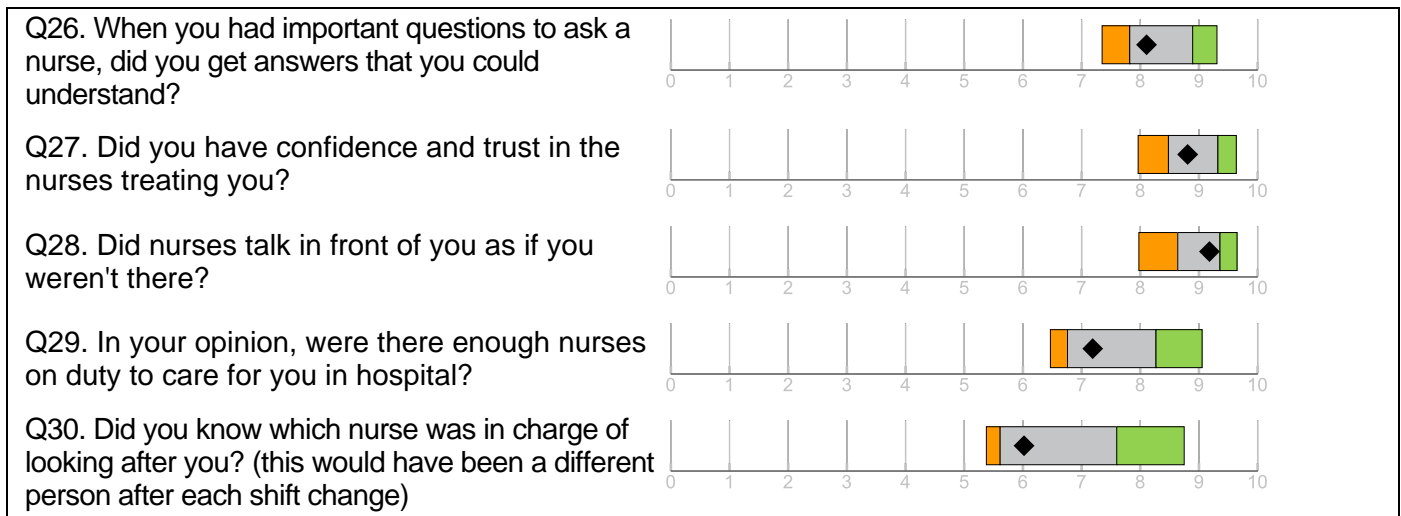 Q26. When you had important questions to ask a
nurse, did you get answers that you could
understand?
0 1 2 3 4 5 6 7 8 9 10
Q27. Did you have confidence and trust in the
nurses treating you?
0 1 2 3 4 5 6 7 8 9 10
Q28. Did nurses talk in front of you as if you
weren't there?
0 1 2 3 4 5 6 7 8 9 10
Q29. In your opinion, were there enough nurses
on duty to care for you in hospital?
0 1 2 3 4 5 6 7 8 9 10
Q30. Did you know which nurse was in charge of
looking after you? (this would have been a different
person after each shift change)
0 1 2 3 4 5 6 7 8 9 10